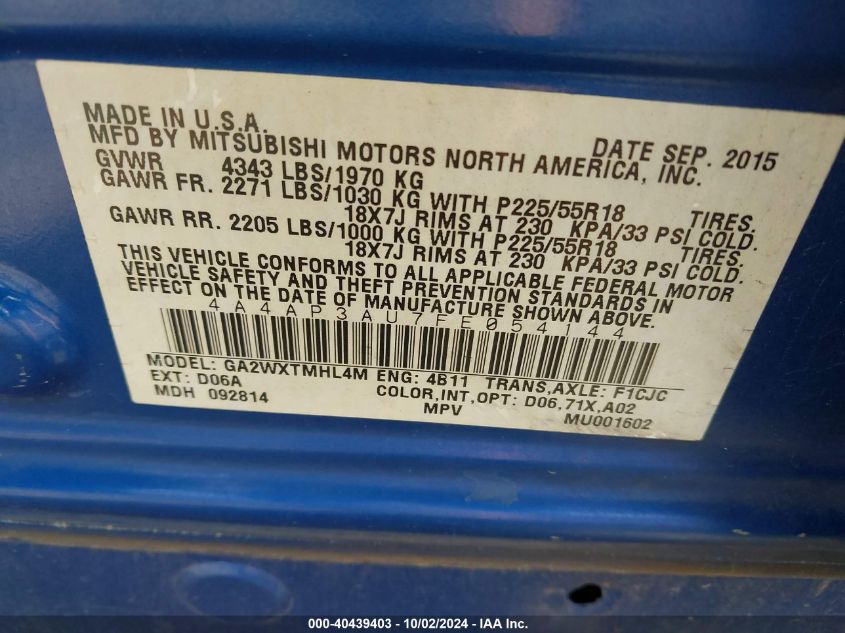 MADE IN U.S.A.
MFD BY MITSUBISHI MOTORS NORTH AMERICA, INC. DATE SEP. 2015
GVWR 4343 LBS/1970 KG
GAWR FR. 2271 LBS/1030 KG WITH P225/55R18 TIRES.
18X7J RIMS AT 230 KPA/33 PSI COLD.
GAWR RR. 2205 LBS/1000 KG WITH P225/55R18 TIRES.
18X7J RIMS AT 230 KPA/33 PSI COLD.
THIS VEHICLE CONFORMS TO ALL APPLICABLE FEDERAL MOTOR
VEHICLE SAFETY AND THEFT PREVENTION STANDARDS IN
EFFECT ON THE DATE OF MANUFACTURE SHOWN ABOVE.
4A4AP3AU7FE054144
MODEL: GA2WXTMHL4M ENG: 4B11 TRANS,AXLE: F1CJC
EXT: D06A COLOR,INT,OPT: D06,71X,A02
MDH 092814 MPV MU001602
000-40439403 - 10/02/2024 - IAA Inc.